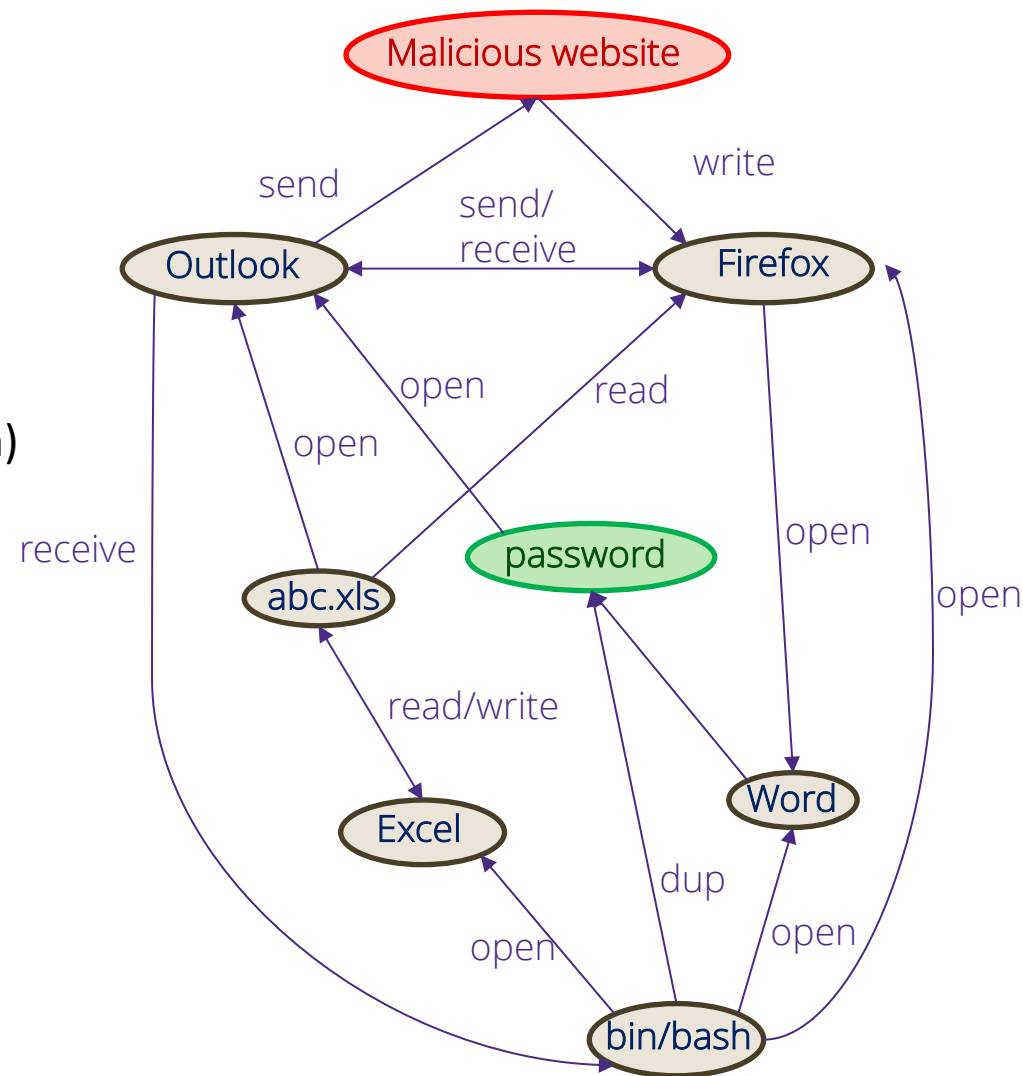 Malicious website
write
send
send/
receive
Outlook
Firefox
open
read
open
open
receive
password
abc.xls
open
read/write
Word
Excel
dup
open
open
bin/bash